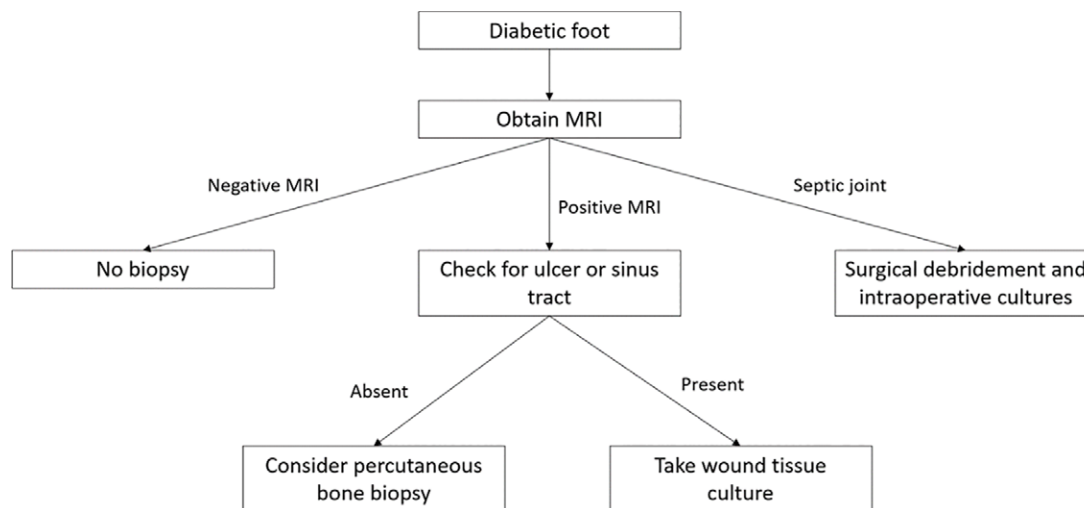 Diabetic foot
Obtain MRI
Negative MRI
Septic joint
Positive MRI
No biopsy
Check for ulcer or sinus
tract
Surgical debridement and
intraoperative cultures
Absent
Present
Consider percutaneous
bone biopsy
Take wound tissue
culture